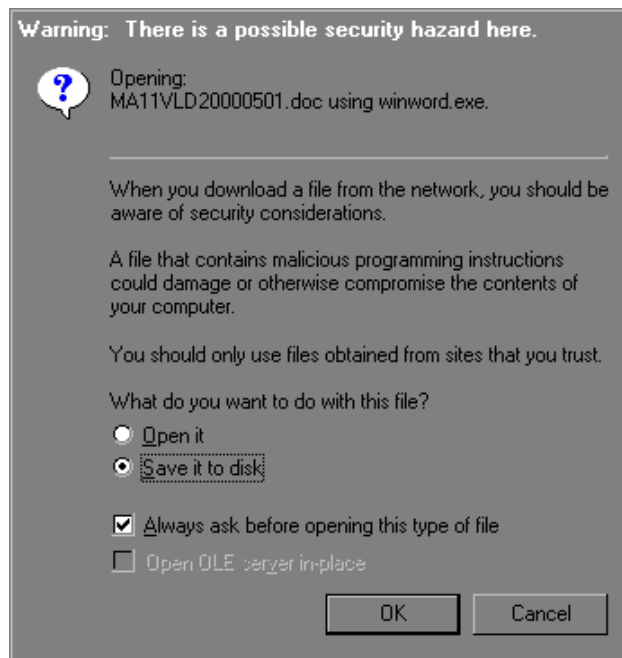 Warning: There is a possible security hazard here.
Opening:
MA11VLD20000501.doc using winword.exe.
When you download a file from the network, you should be
aware of security considerations.
A file that contains malicious programming instructions
could damage or otherwise compromise the contents of
your computer.
You should only use files obtained from sites that you trust.
What do you want to do with this file?
Open it
Save it to disk
Always ask before opening this type of file
Open OLE server in-place
OK
Cancel